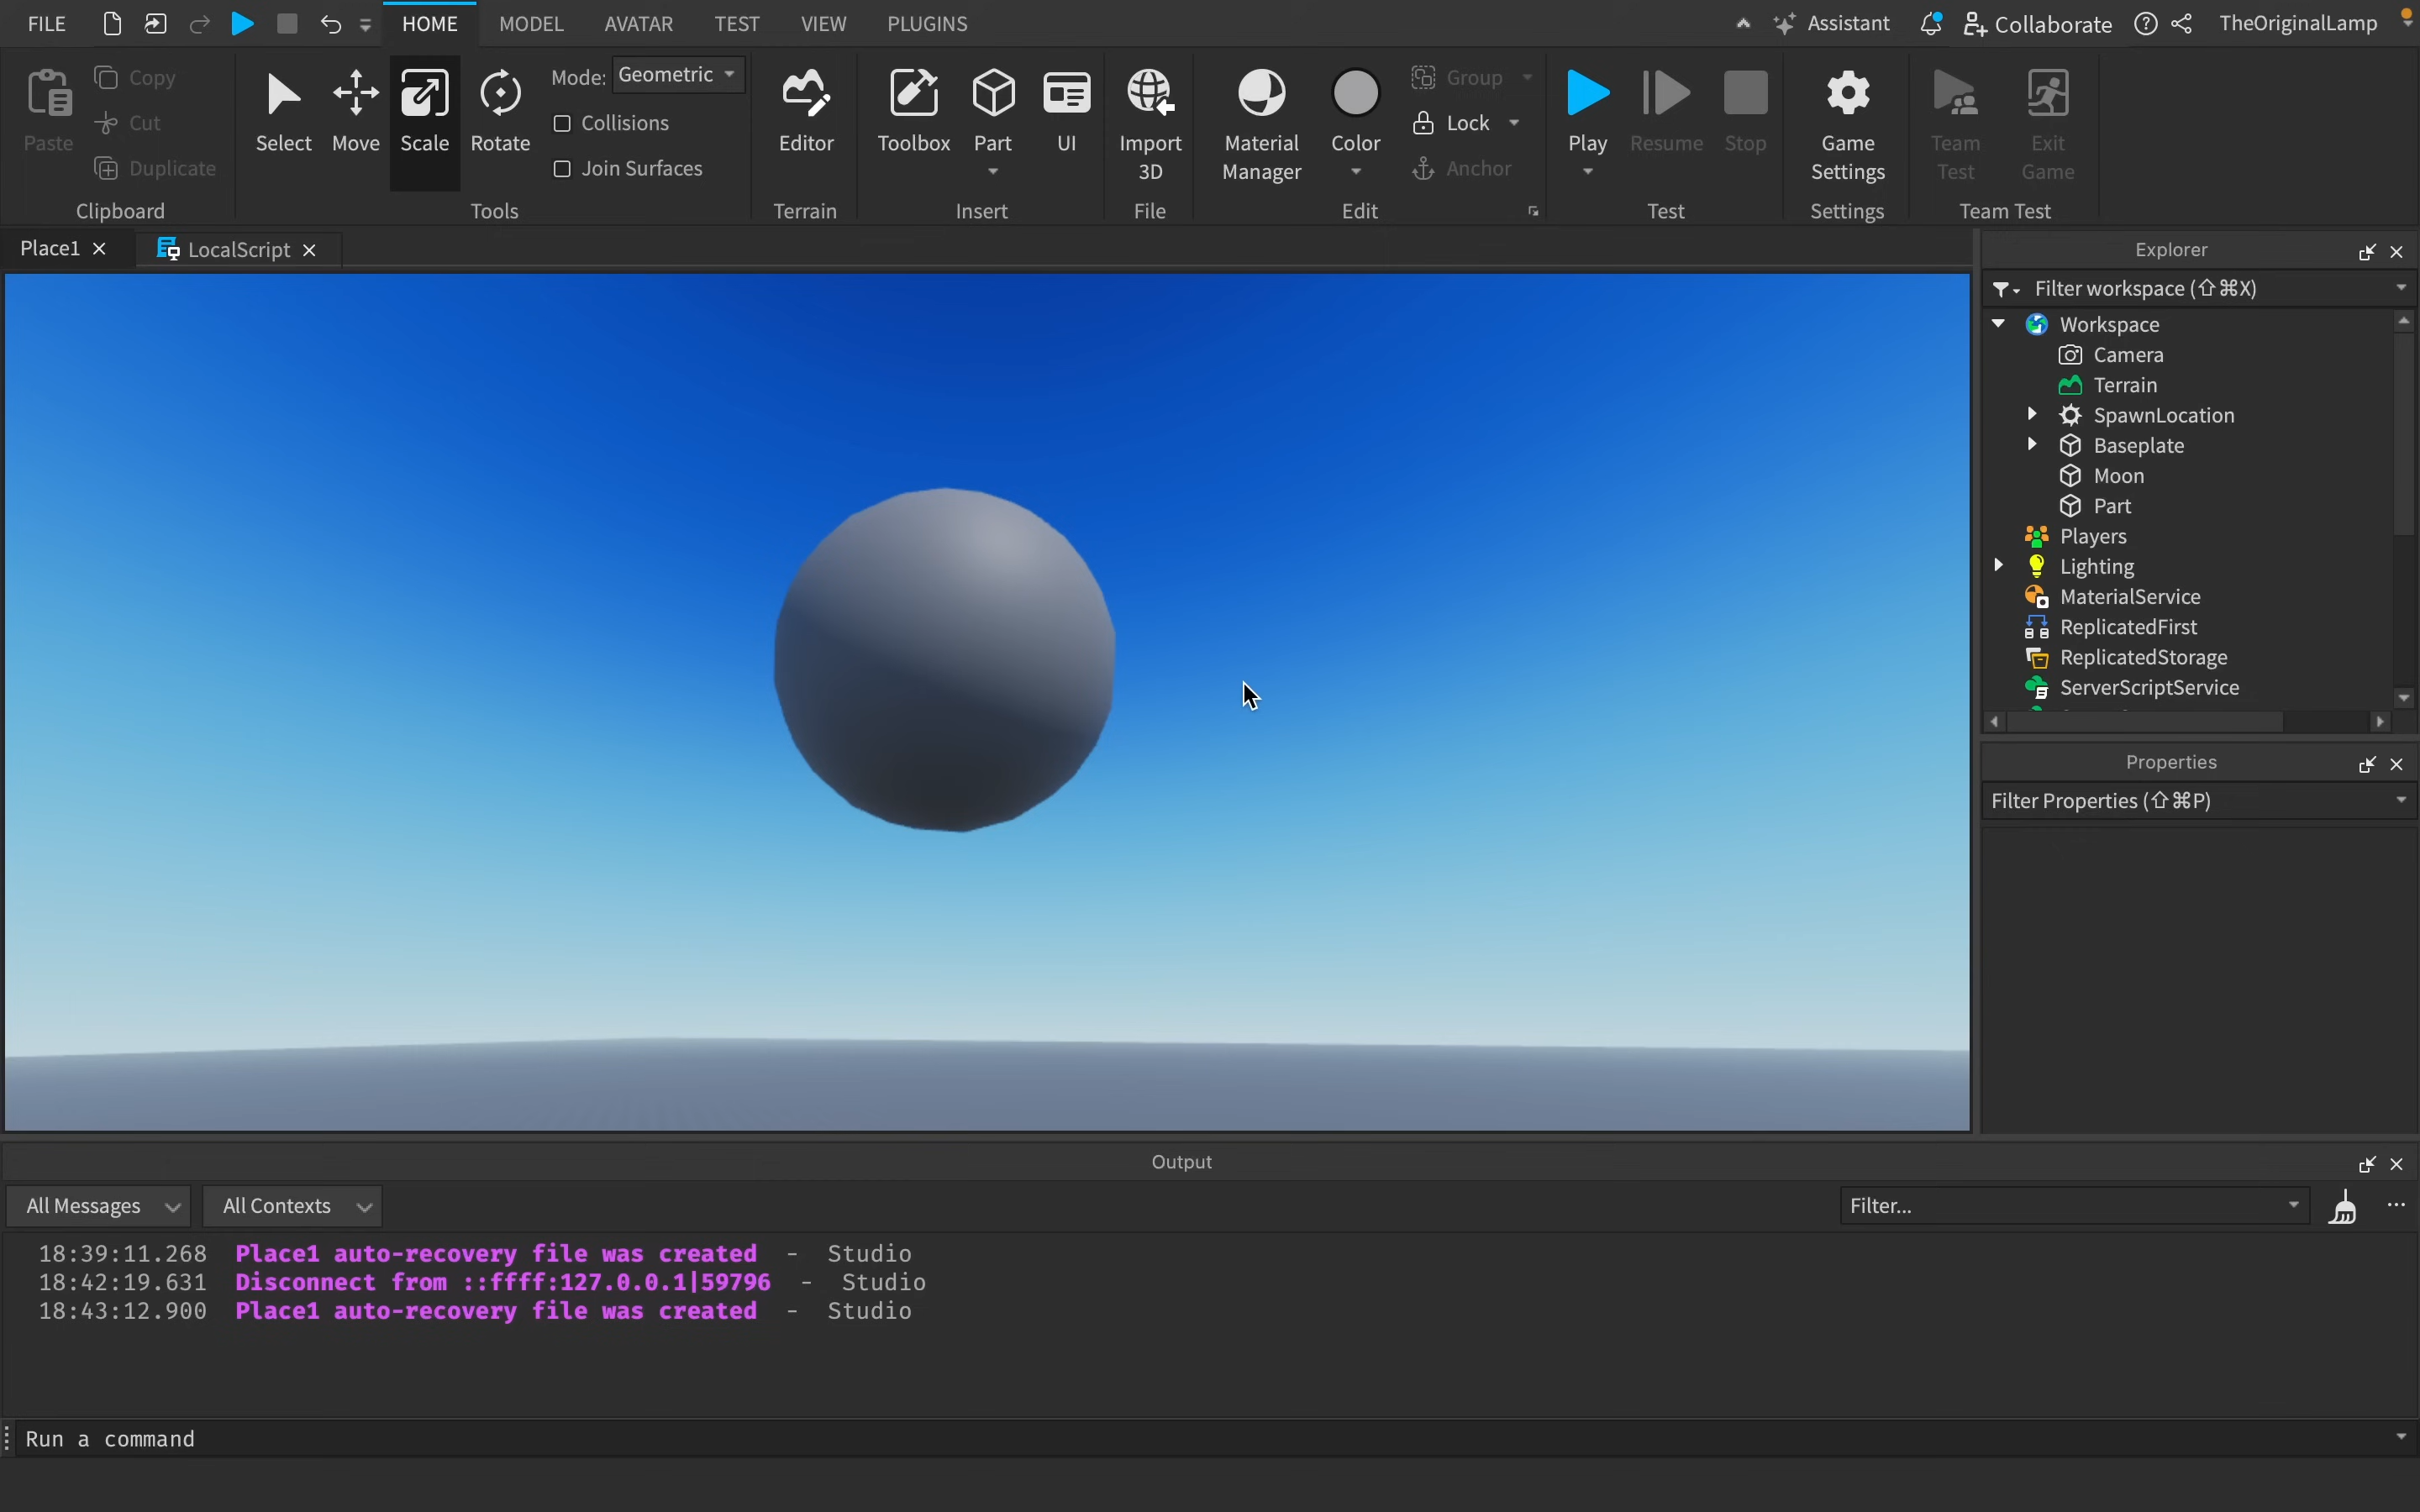 FILE HOME MODEL AVATAR TEST VIEW PLUGINS Assistant Collaborate TheOriginalLamp
Paste
Copy
Cut
Duplicate
Clipboard
Select Move Scale Rotate
Mode: Geometric
Collisions
Join Surfaces
Tools
Editor
Terrain
Toolbox Part UI
Insert
Import
3D
File
Material
Manager
Color
Group
Lock
Anchor
Edit
Play Resume Stop
Test
Game
Settings
Settings
Team
Test
Exit
Game
Team Test
Place1 LocalScript
Explorer
Filter workspace (⇧⌘X)
Workspace
Camera
Terrain
SpawnLocation
Baseplate
Moon
Part
Players
Lighting
MaterialService
ReplicatedFirst
ReplicatedStorage
ServerScriptService
Properties
Filter Properties (⇧⌘P)
Output
All Messages All Contexts Filter...
18:39:11.268 Place1 auto-recovery file was created - Studio
18:42:19.631 Disconnect from ::ffff:127.0.0.1|59796 - Studio
18:43:12.900 Place1 auto-recovery file was created - Studio
Run a command